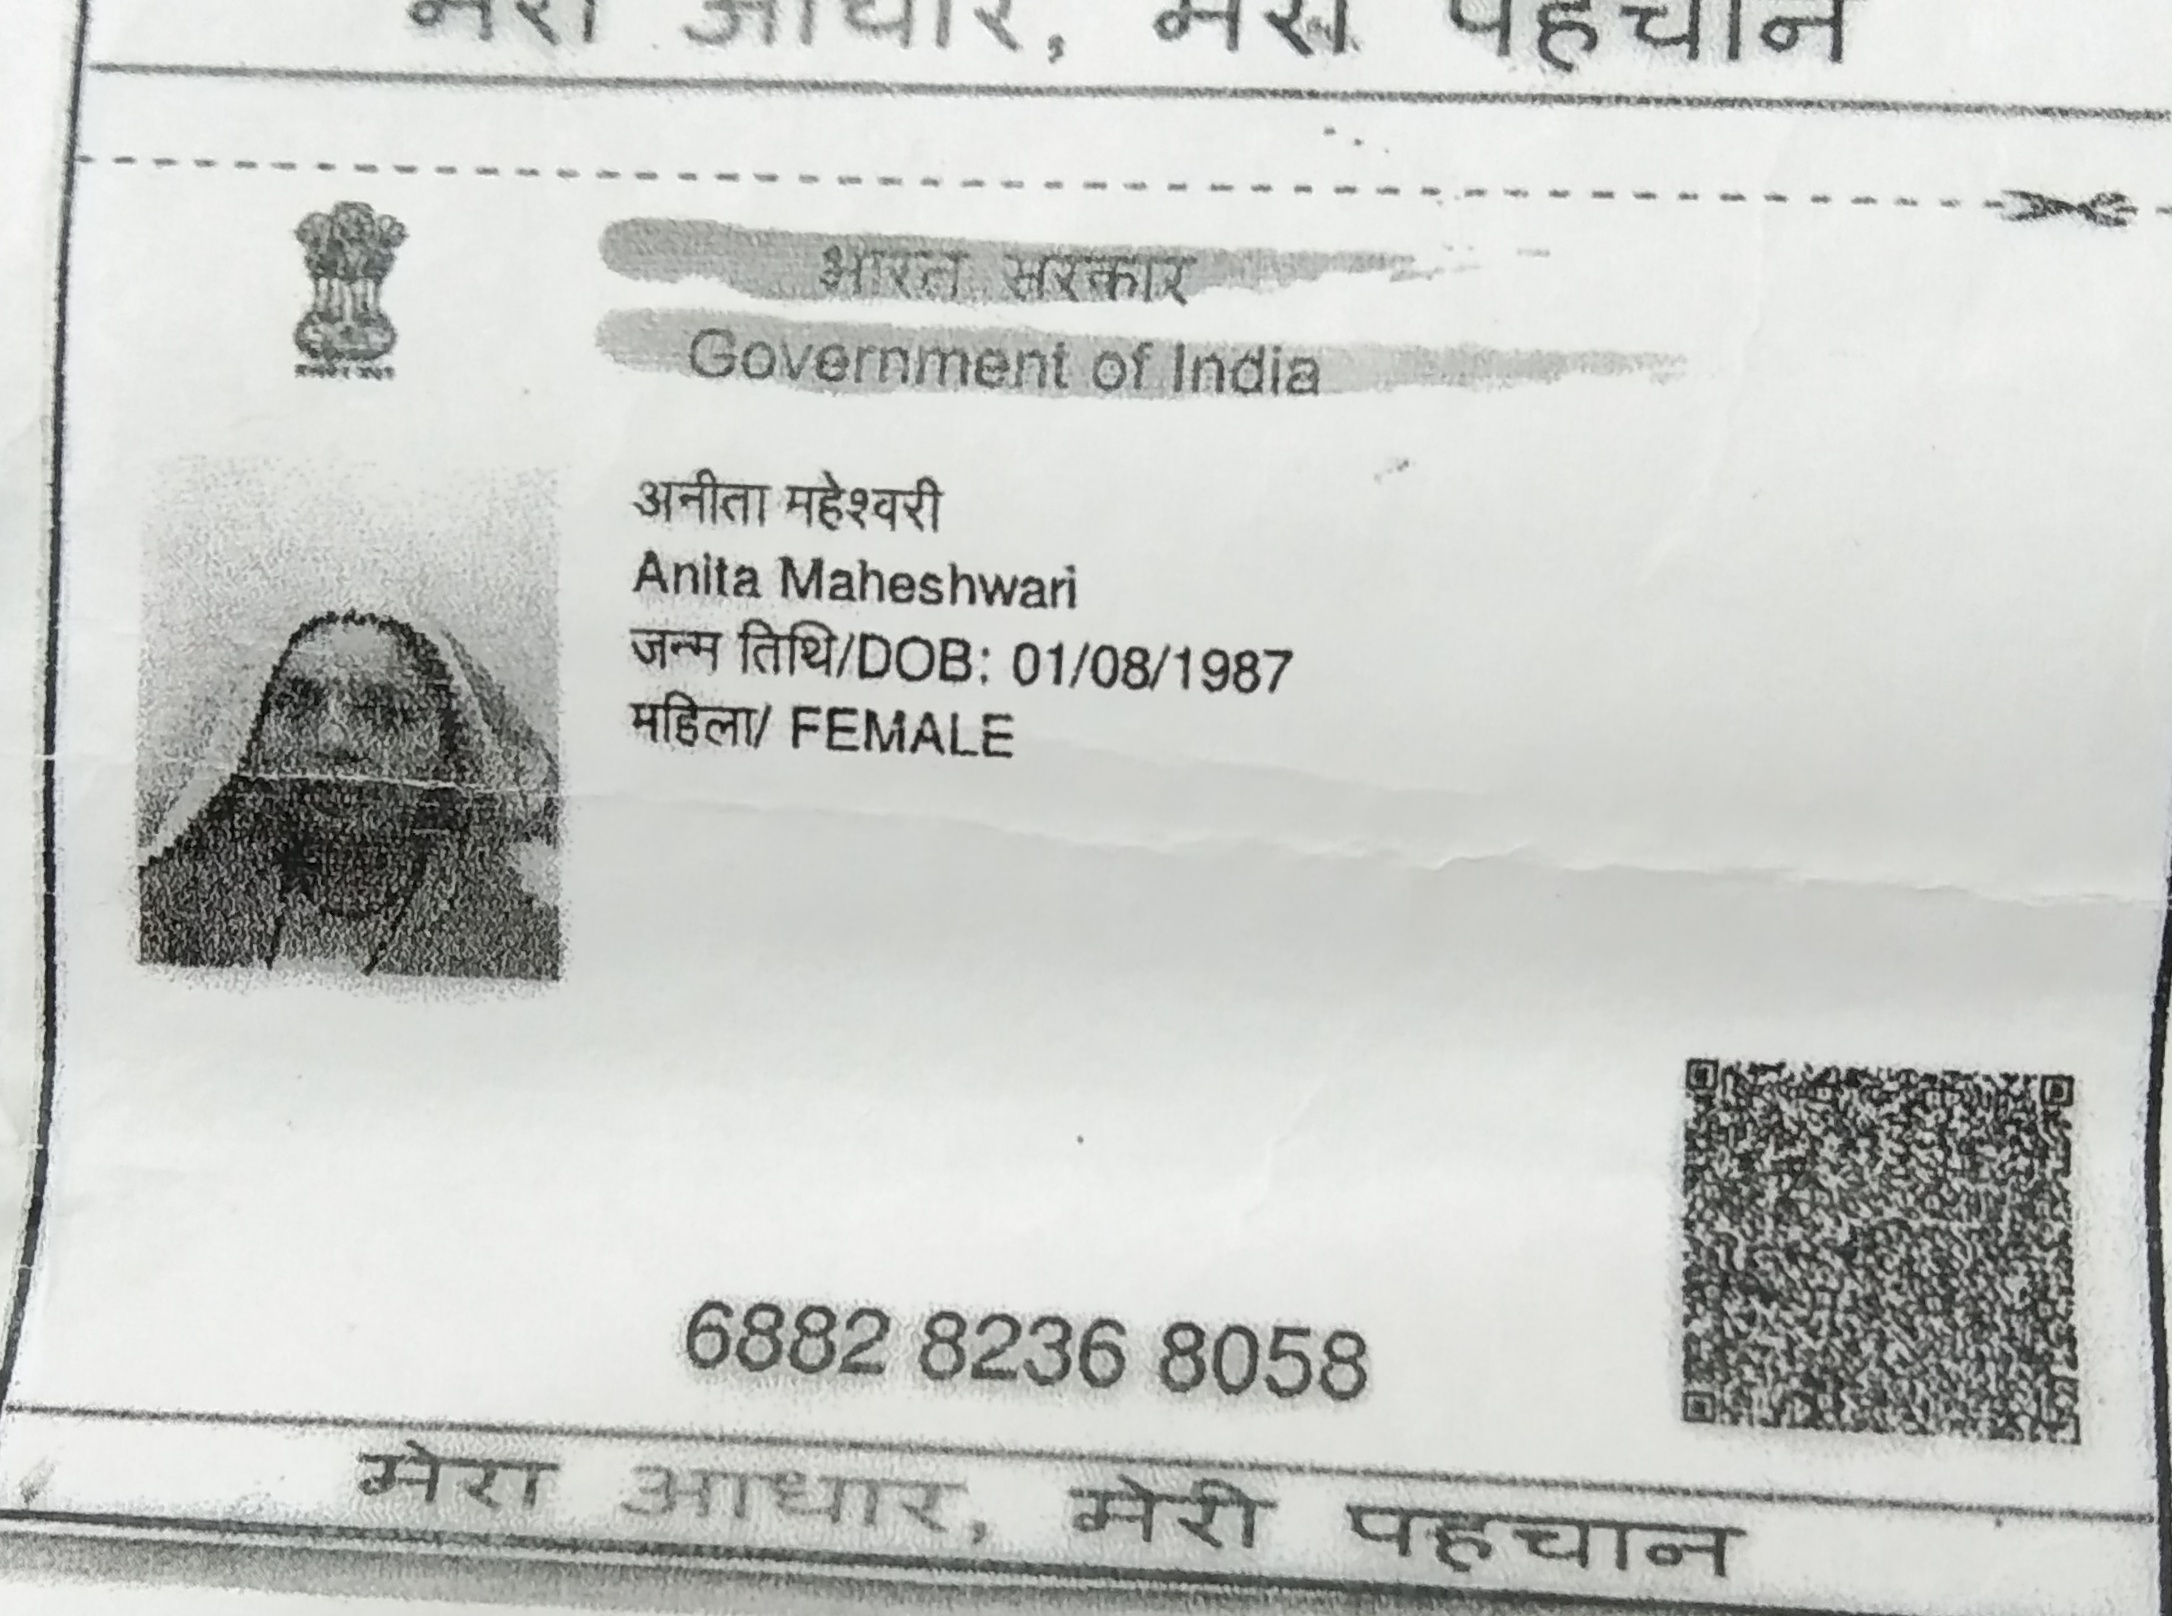 मेरा आधार, मेरी पहचान
भारत सरकार
Government of India
अनीता महेश्वरी
Anita Maheshwari
जन्म तिथि/DOB: 01/08/1987
महिला/ FEMALE
6882 8236 8058
मेरा आधार, मेरी पहचान